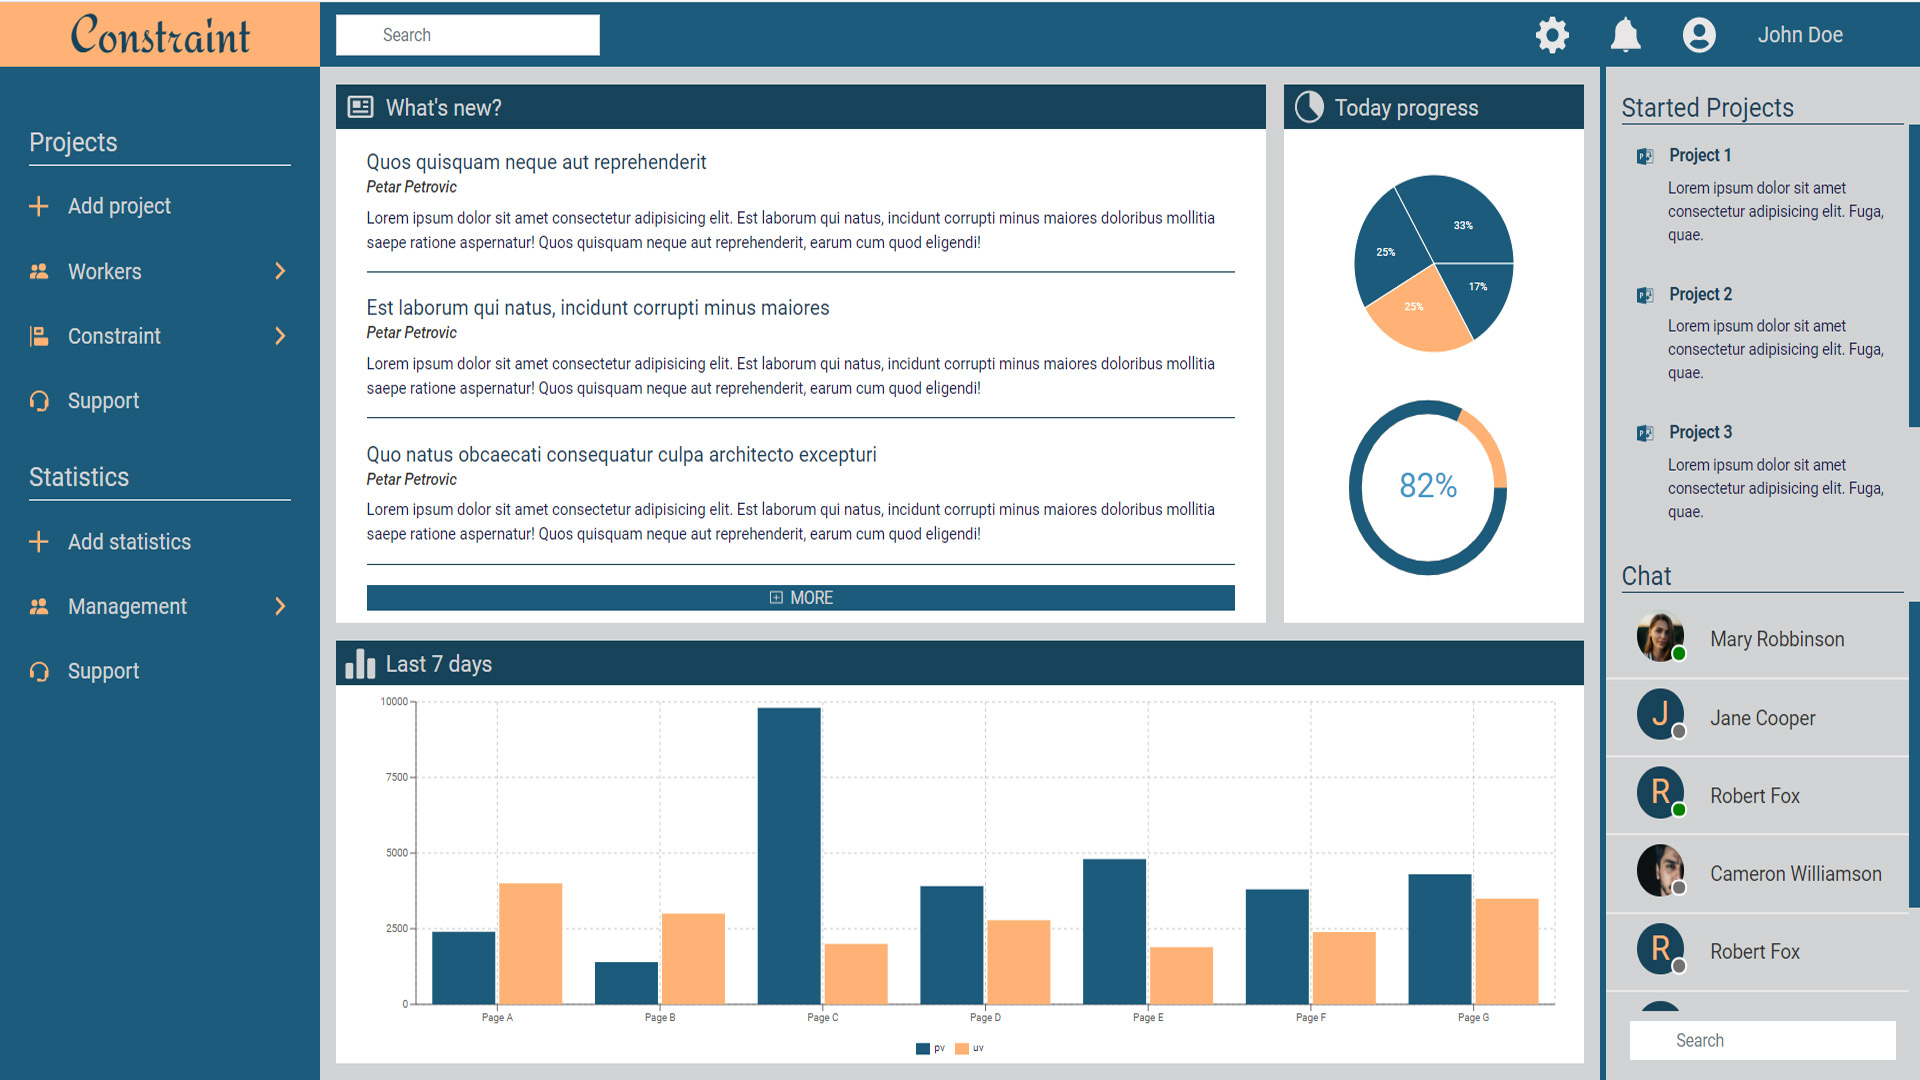 Constraint
Search
John Doe
Projects
Add project
Workers
Constraint
Support
Statistics
Add statistics
Management
Support
What's new?
Quos quisquam neque aut reprehenderit
Petar Petrovic
Lorem ipsum dolor sit amet consectetur adipisicing elit. Est laborum qui natus, incidunt corrupti minus maiores doloribus mollitia
saepe ratione aspernatur! Quos quisquam neque aut reprehenderit, earum cum quod eligendi!
Est laborum qui natus, incidunt corrupti minus maiores
Petar Petrovic
Lorem ipsum dolor sit amet consectetur adipisicing elit. Est laborum qui natus, incidunt corrupti minus maiores doloribus mollitia
saepe ratione aspernatur! Quos quisquam neque aut reprehenderit, earum cum quod eligendi!
Quo natus obcaecati consequatur culpa architecto excepturi
Petar Petrovic
Lorem ipsum dolor sit amet consectetur adipisicing elit. Est laborum qui natus, incidunt corrupti minus maiores doloribus mollitia
saepe ratione aspernatur! Quos quisquam neque aut reprehenderit, earum cum quod eligendi!
MORE
Today progress
33%
25%
17%
25%
82%
Last 7 days
10000
7500
5000
2500
0
Page A
Page B
Page C
Page D
Page E
Page F
Page G
pv
uv
Started Projects
Project 1
Lorem ipsum dolor sit amet
consectetur adipisicing elit. Fuga,
quae.
Project 2
Lorem ipsum dolor sit amet
consectetur adipisicing elit. Fuga,
quae.
Project 3
Lorem ipsum dolor sit amet
consectetur adipisicing elit. Fuga,
quae.
Chat
Mary Robbinson
J
Jane Cooper
R
Robert Fox
Cameron Williamson
R
Robert Fox
Search